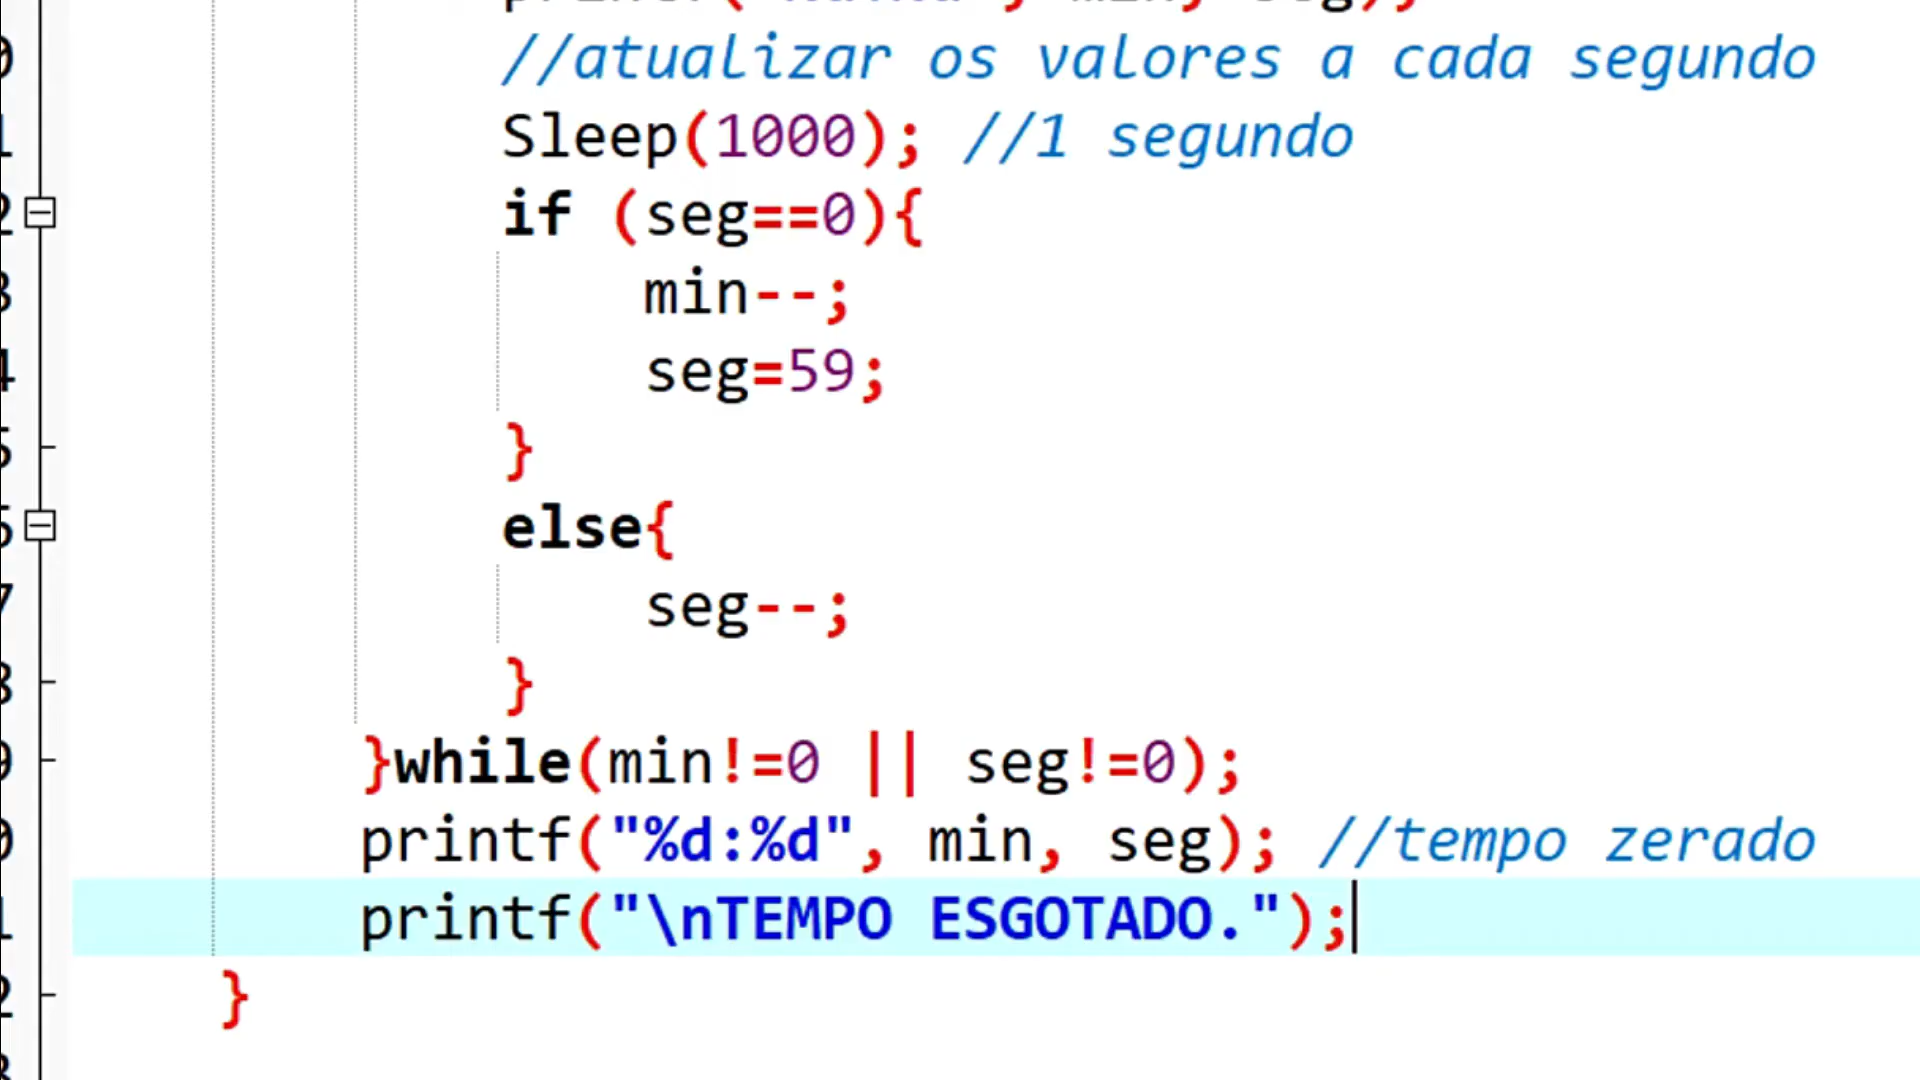 //atualizar os valores a cada segundo
Sleep(1000); //1 segundo
if (seg==0){
min--;
seg=59;
}
else{
seg--;
}
}while(min!=0 || seg!=0);
printf("%d:%d", min, seg); //tempo zerado
printf("\nTEMPO ESGOTADO.");
}